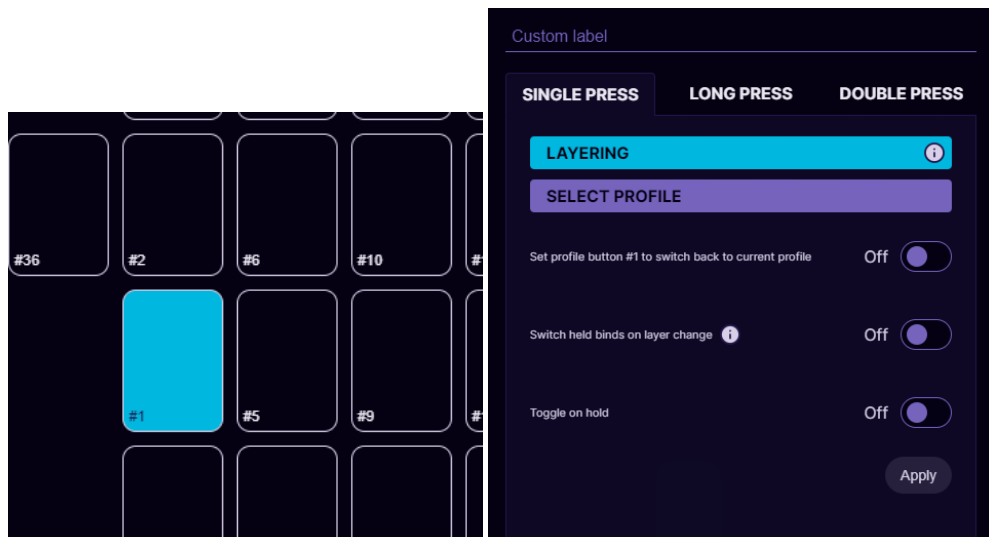 #36
#2
#6
#10
#1
#5
#9
Custom label
SINGLE PRESS
LONG PRESS
DOUBLE PRESS
LAYERING
SELECT PROFILE
Set profile button #1 to switch back to current profile
Off
Switch held binds on layer change
Off
Toggle on hold
Off
Apply